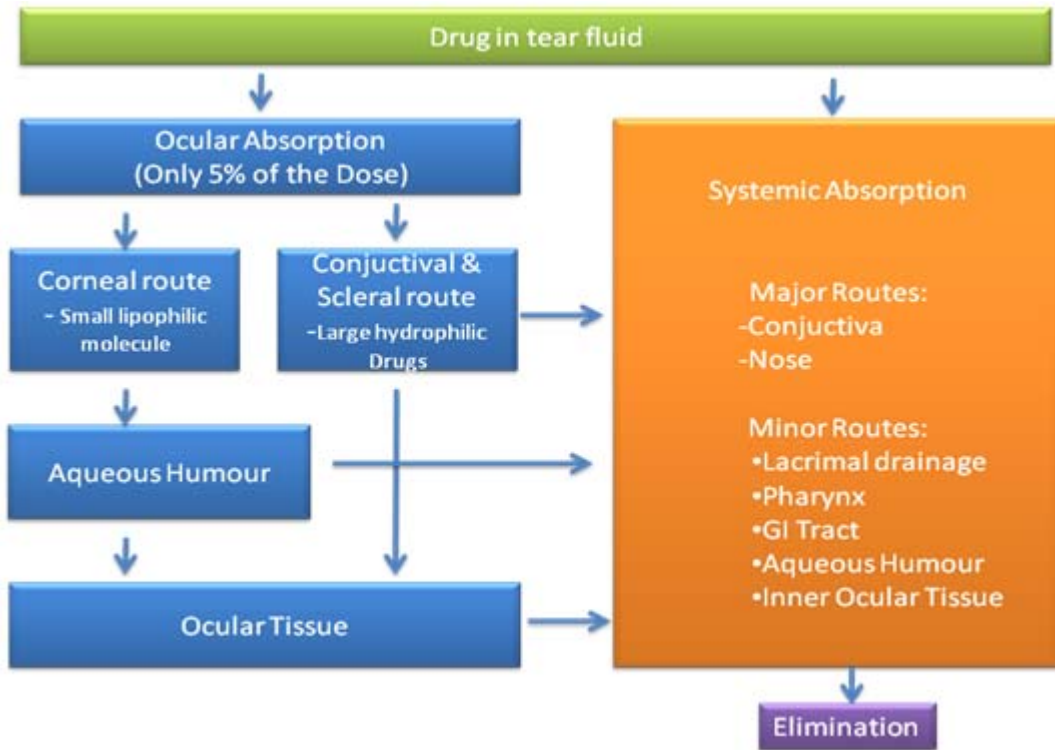 Drug in tear fluid
Ocular Absorption
(Only 5% of the Dose)
Corneal route
- Small lipophilic
molecule
Conjuctival &
Scleral route
-Large hydrophilic
Drugs
Aqueous Humour
Ocular Tissue
Systemic Absorption
Major Routes:
-Conjuctiva
-Nose
Minor Routes:
•Lacrimal drainage
•Pharynx
•GI Tract
•Aqueous Humour
•Inner Ocular Tissue
Elimination